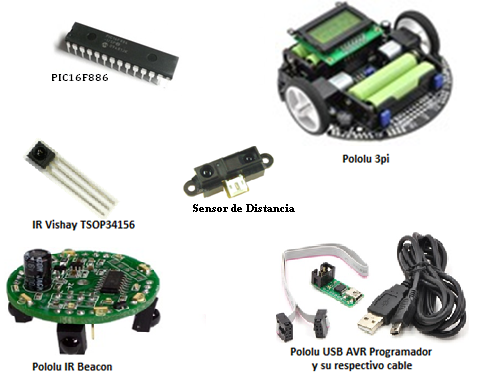 PIC16F886
Pololu 3pi
IR Vishay TSOP34156
Sensor de Distancia
Pololu IR Beacon
Pololu USB AVR Programador
y su respectivo cable